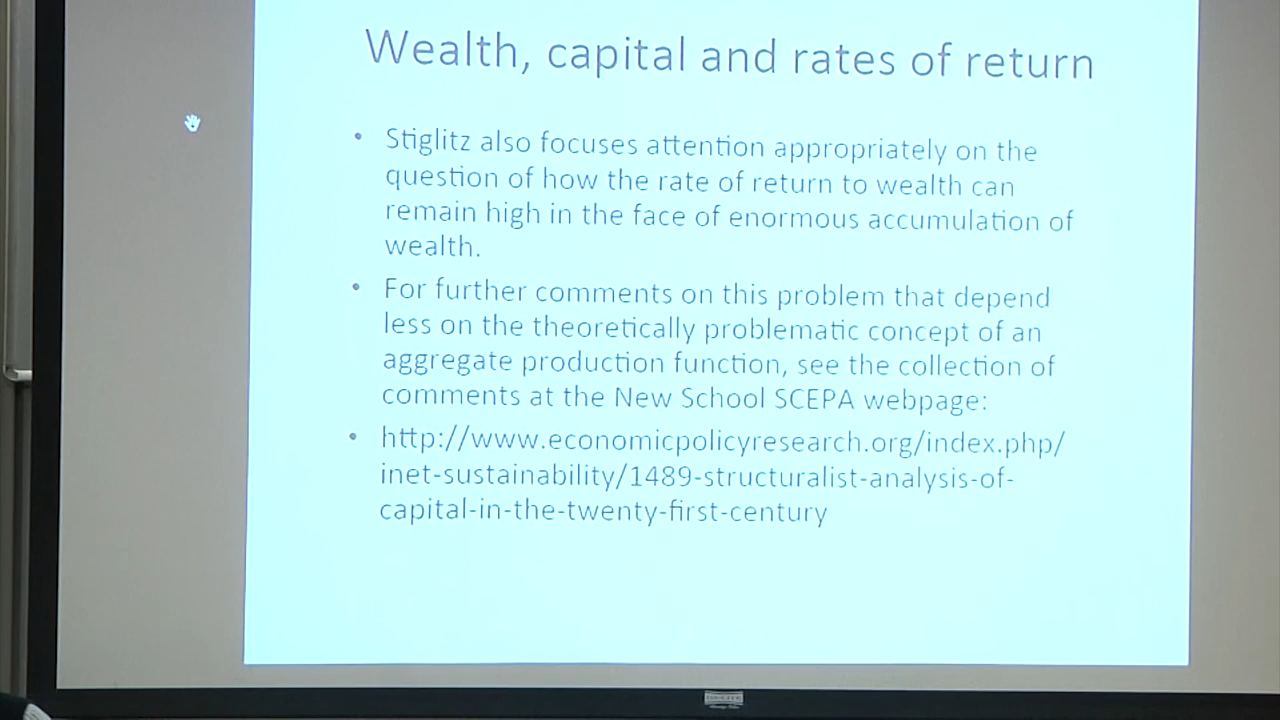 Wealth, capital and rates of return
• Stiglitz also focuses attention appropriately on the
question of how the rate of return to wealth can
remain high in the face of enormous accumulation of
wealth.
• For further comments on this problem that depend
less on the theoretically problematic concept of an
aggregate production function, see the collection of
comments at the New School SCEPA webpage:
• http://www.economicpolicyresearch.org/index.php/
inet-sustainability/1489-structuralist-analysis-of-
capital-in-the-twenty-first-century